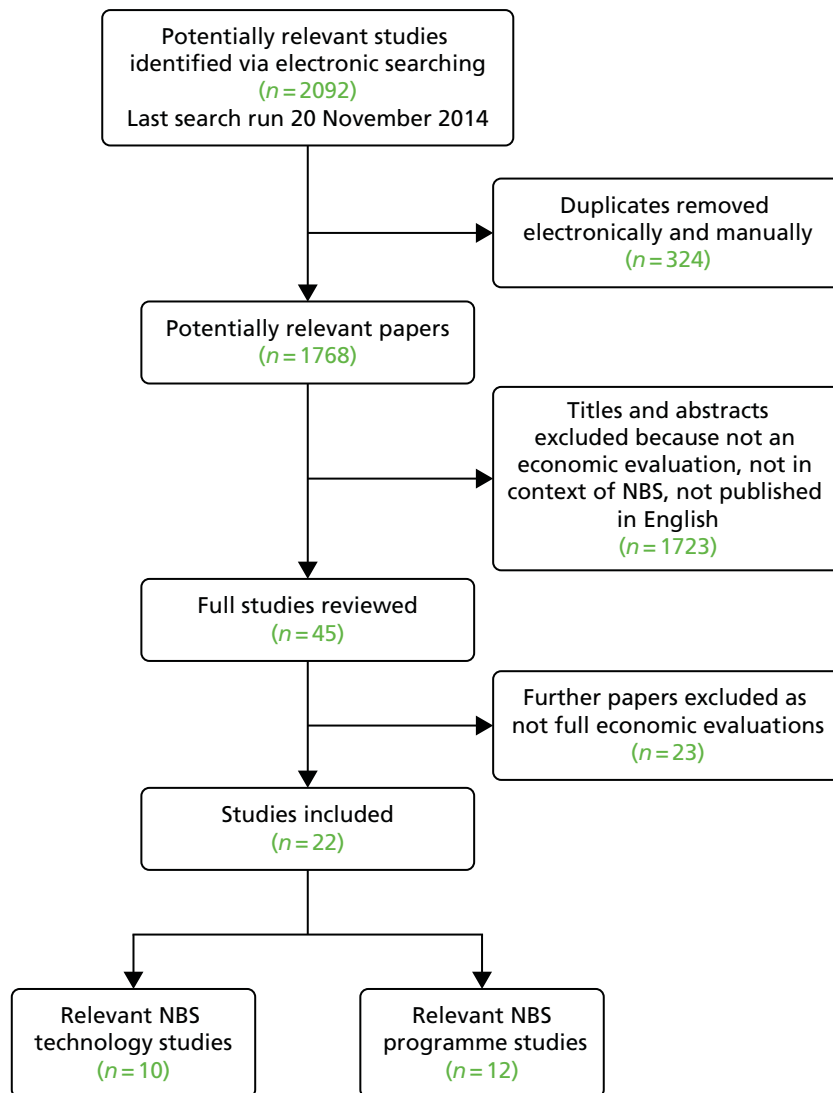 Potentially relevant studies
identified via electronic searching
(n=2092)
Last search run 20 November 2014
Duplicates removed
electronically and manually
(n=324)
Potentially relevant papers
(n=1768)
Titles and abstracts
excluded because not an
economic evaluation, not in
context of NBS, not published
in English
(n=1723)
Full studies reviewed
(n=45)
Further papers excluded as
not full economic evaluations
(n=23)
Studies included
(n=22)
Relevant NBS
technology studies
(n=10)
Relevant NBS
programme studies
(n=12)